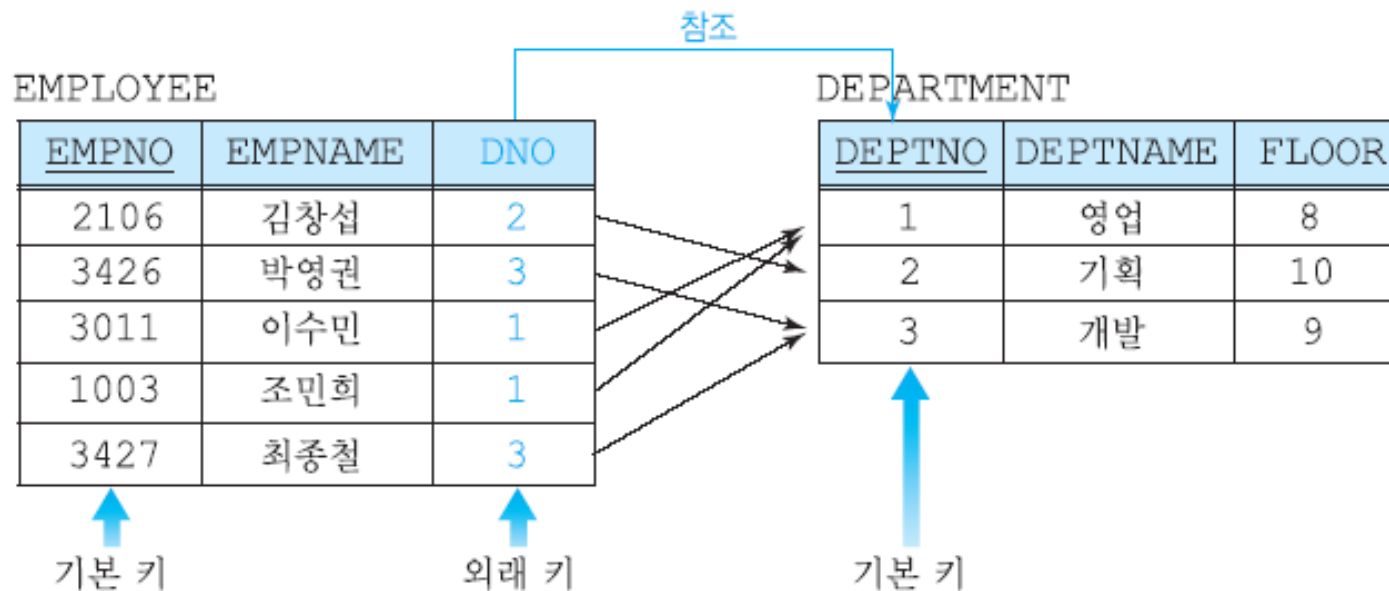 참조
EMPLOYEE DEPARTMENT
EMPNO EMPNAME DNO DEPTNO DEPTNAME FLOOR
2106 김창섭 2 1 영업 8
3426 박영권 3 2 기획 10
3011 이수민 1 3 개발 9
1003 조민희 1
3427 최종철 3
기본 키 외래 키 기본 키